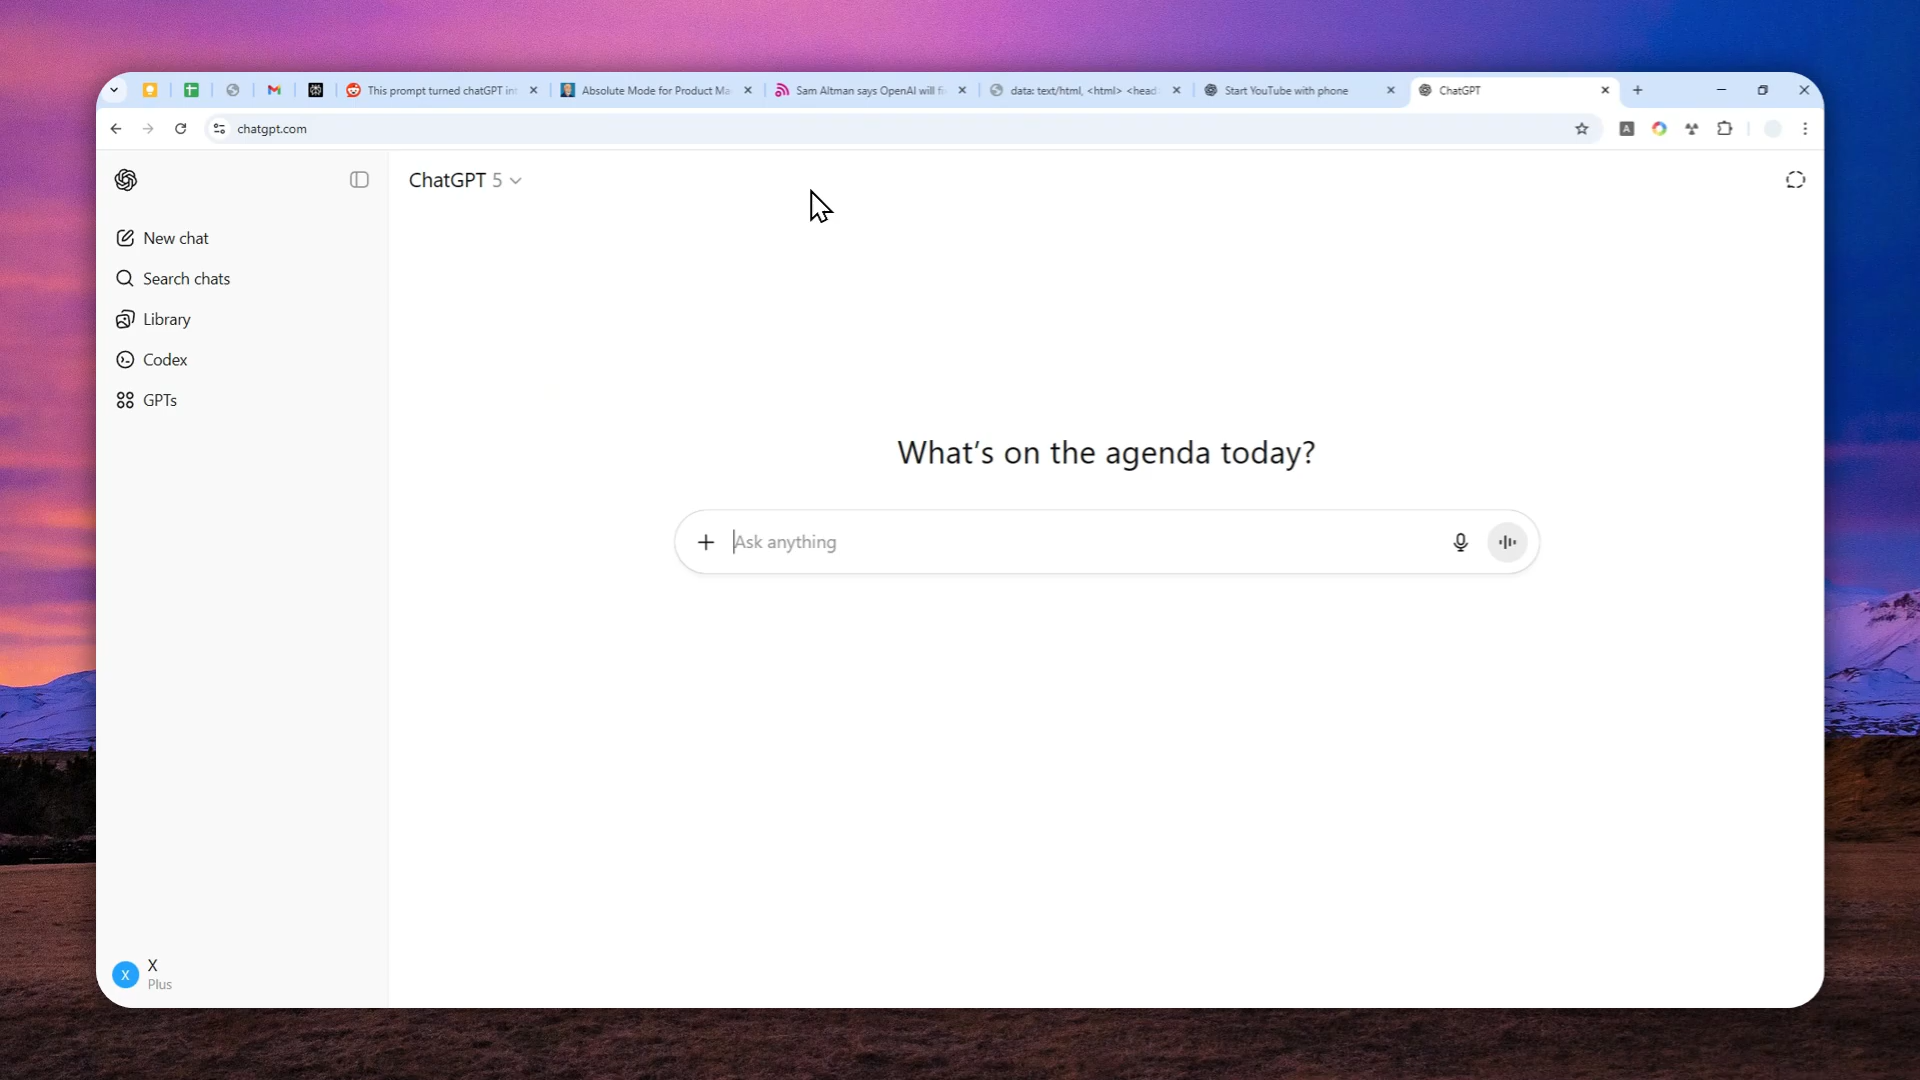 This prompt turned chatGPT in
Absolute Mode for Product Ma
Sam Altman says OpenAI will fi
data: text/html, <html> <head
Start YouTube with phone
ChatGPT
chatgpt.com
A
ChatGPT 5
New chat
Search chats
Library
Codex
GPTs
What's on the agenda today?
Ask anything
X
X
Plus